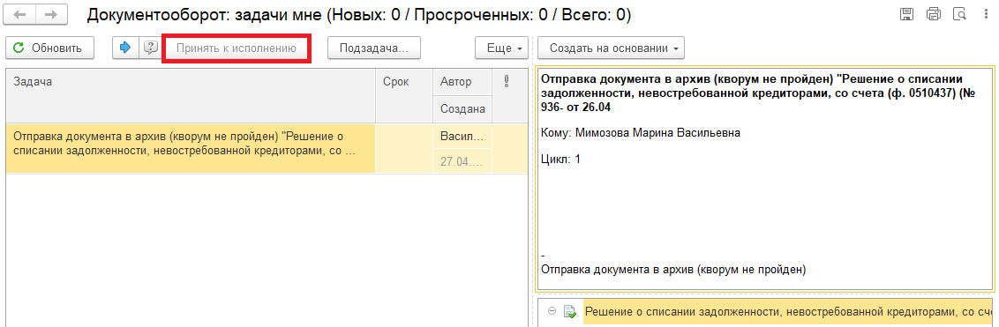 Документооборот: задачи мне (Новых: 0 / Просроченных: 0 / Всего: 0)
Обновить
Принять к исполнению
Подзадача...
Еще
Создать на основании
Задача
Срок
Автор
Создана
Отправка документа в архив (кворум не пройден) "Решение о
списании задолженности, невостребованной кредиторами, со ...
Васил...
27.04....
Отправка документа в архив (кворум не пройден) "Решение о списании
задолженности, невостребованной кредиторами, со счета (ф. 0510437) (№
936- от 26.04
Кому: Мимозова Марина Васильевна
Цикл: 1
-
Отправка документа в архив (кворум не пройден)
Решение о списании задолженности, невостребованной кредиторами, со сч